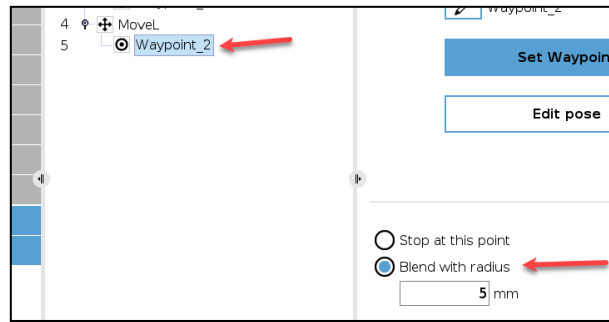 4 MoveL
5 Waypoint_2
Waypoint_2
Set Waypoin
Edit pose
Stop at this point
Blend with radius
5 mm